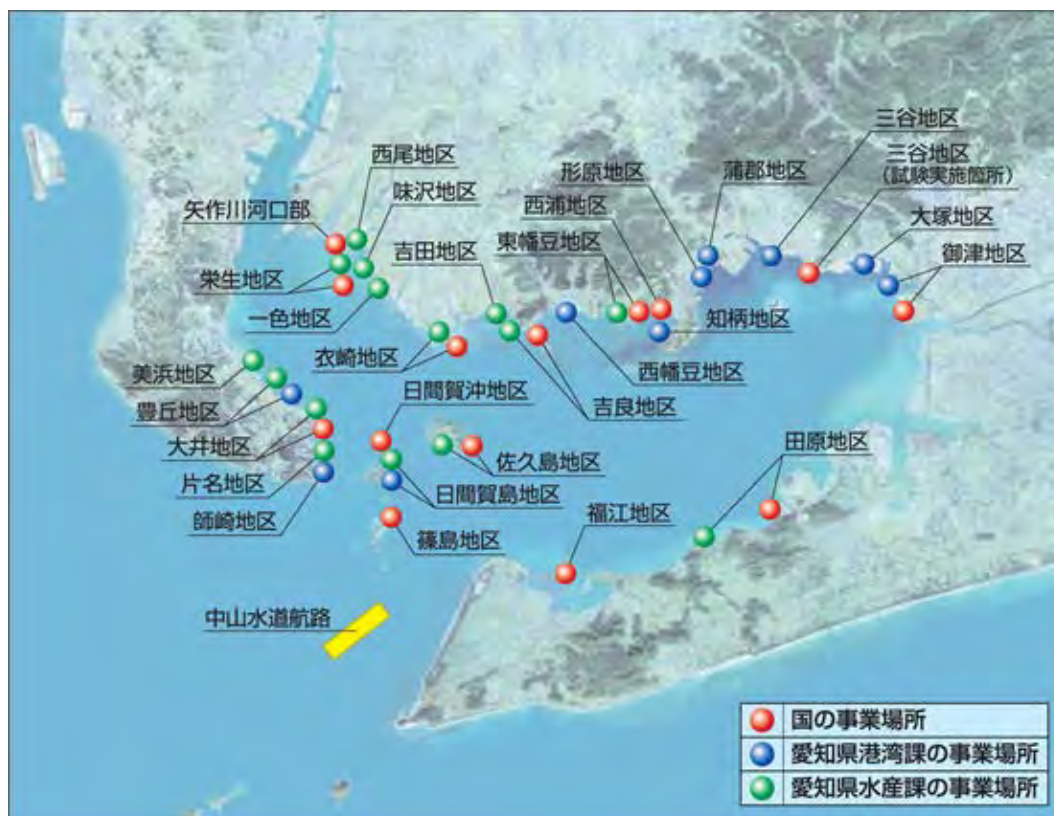 三谷地区
西尾地区
三谷地区
(試験実施箇所)
形原地区
蒲郡地区
味沢地区
矢作川河口部
西浦地区
大塚地区
吉田地区
東幡豆地区
御津地区
栄生地区
一色地区
知柄地区
衣崎地区
美浜地区
西幡豆地区
日間賀沖地区
豊丘地区
吉良地区
大井地区
田原地区
佐久島地区
片名地区
日間賀島地区
師崎地区
福江地区
篠島地区
中山水道航路
国の事業場所
愛知県港湾課の事業場所
愛知県水産課の事業場所